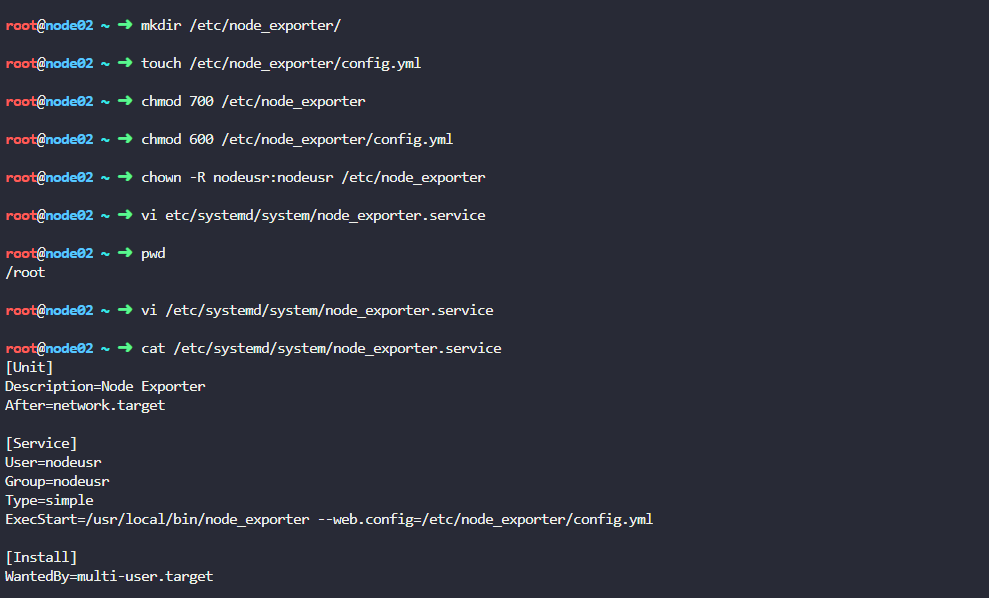 root@node02 ~ ➜ mkdir /etc/node_exporter/
root@node02 ~ ➜ touch /etc/node_exporter/config.yml
root@node02 ~ ➜ chmod 700 /etc/node_exporter
root@node02 ~ ➜ chmod 600 /etc/node_exporter/config.yml
root@node02 ~ ➜ chown -R nodeusr:nodeusr /etc/node_exporter
root@node02 ~ ➜ vi etc/systemd/system/node_exporter.service
root@node02 ~ ➜ pwd
/root
root@node02 ~ ➜ vi /etc/systemd/system/node_exporter.service
root@node02 ~ ➜ cat /etc/systemd/system/node_exporter.service
[Unit]
Description=Node Exporter
After=network.target
[Service]
User=nodeusr
Group=nodeusr
Type=simple
ExecStart=/usr/local/bin/node_exporter --web.config=/etc/node_exporter/config.yml
[Install]
WantedBy=multi-user.target